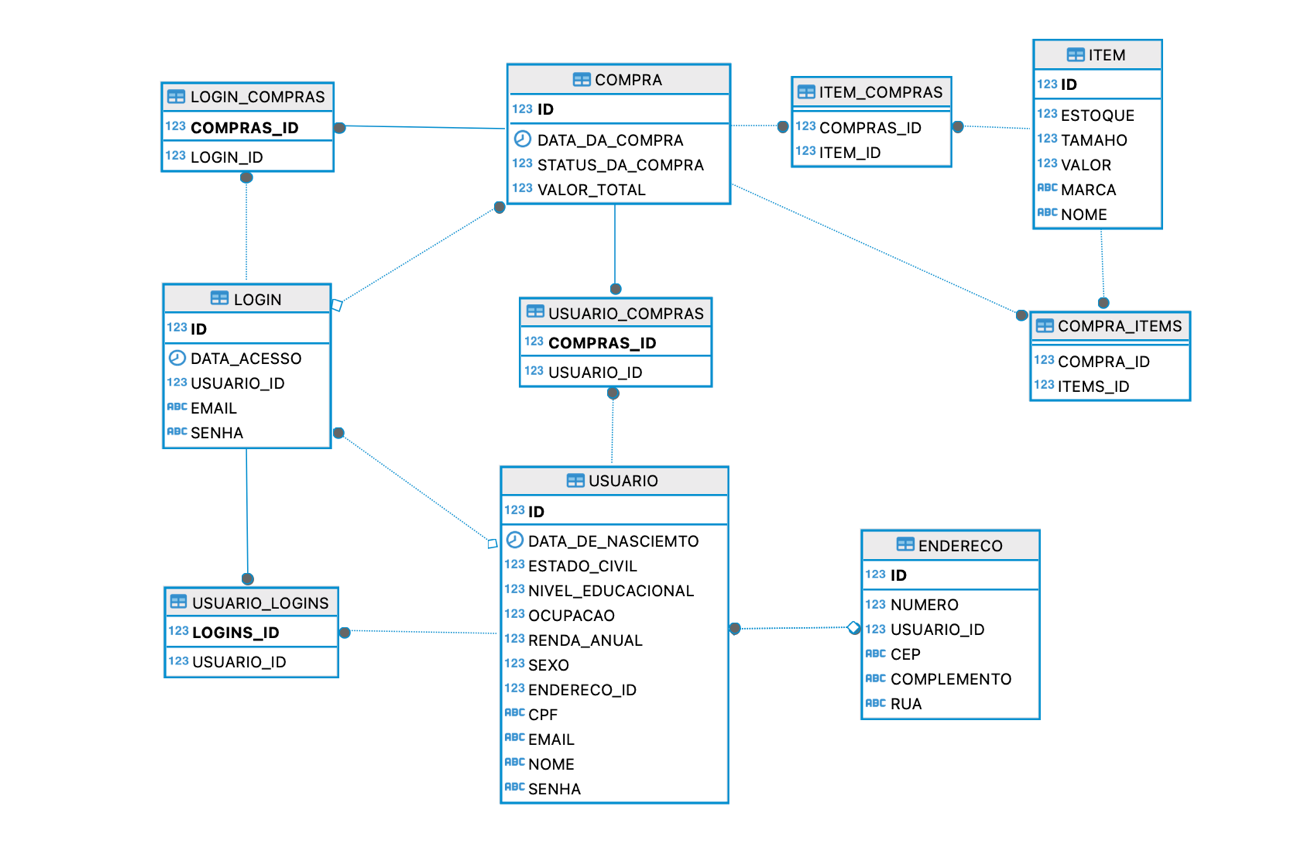 LOGIN_COMPRAS
123 COMPRAS_ID
123 LOGIN_ID
COMPRA
123 ID
DATA_DA_COMPRA
123 STATUS_DA_COMPRA
123 VALOR_TOTAL
ITEM_COMPRAS
123 COMPRAS_ID
123 ITEM_ID
ITEM
123 ID
123 ESTOQUE
123 TAMAHO
123 VALOR
ABC MARCA
ABC NOME
LOGIN
123 ID
DATA_ACESSO
123 USUARIO_ID
ABC EMAIL
ABC SENHA
USUARIO_COMPRAS
123 COMPRAS_ID
123 USUARIO_ID
COMPRA_ITEMS
123 COMPRA_ID
123 ITEMS_ID
USUARIO_LOGINS
123 LOGINS_ID
123 USUARIO_ID
USUARIO
123 ID
DATA_DE_NASCIEMTO
123 ESTADO_CIVIL
123 NIVEL_EDUCACIONAL
123 OCUPACAO
123 RENDA_ANUAL
123 SEXO
123 ENDERECO_ID
ABC CPF
ABC EMAIL
ABC NOME
ABC SENHA
ENDERECO
123 ID
123 NUMERO
123 USUARIO_ID
ABC CEP
ABC COMPLEMENTO
ABC RUA